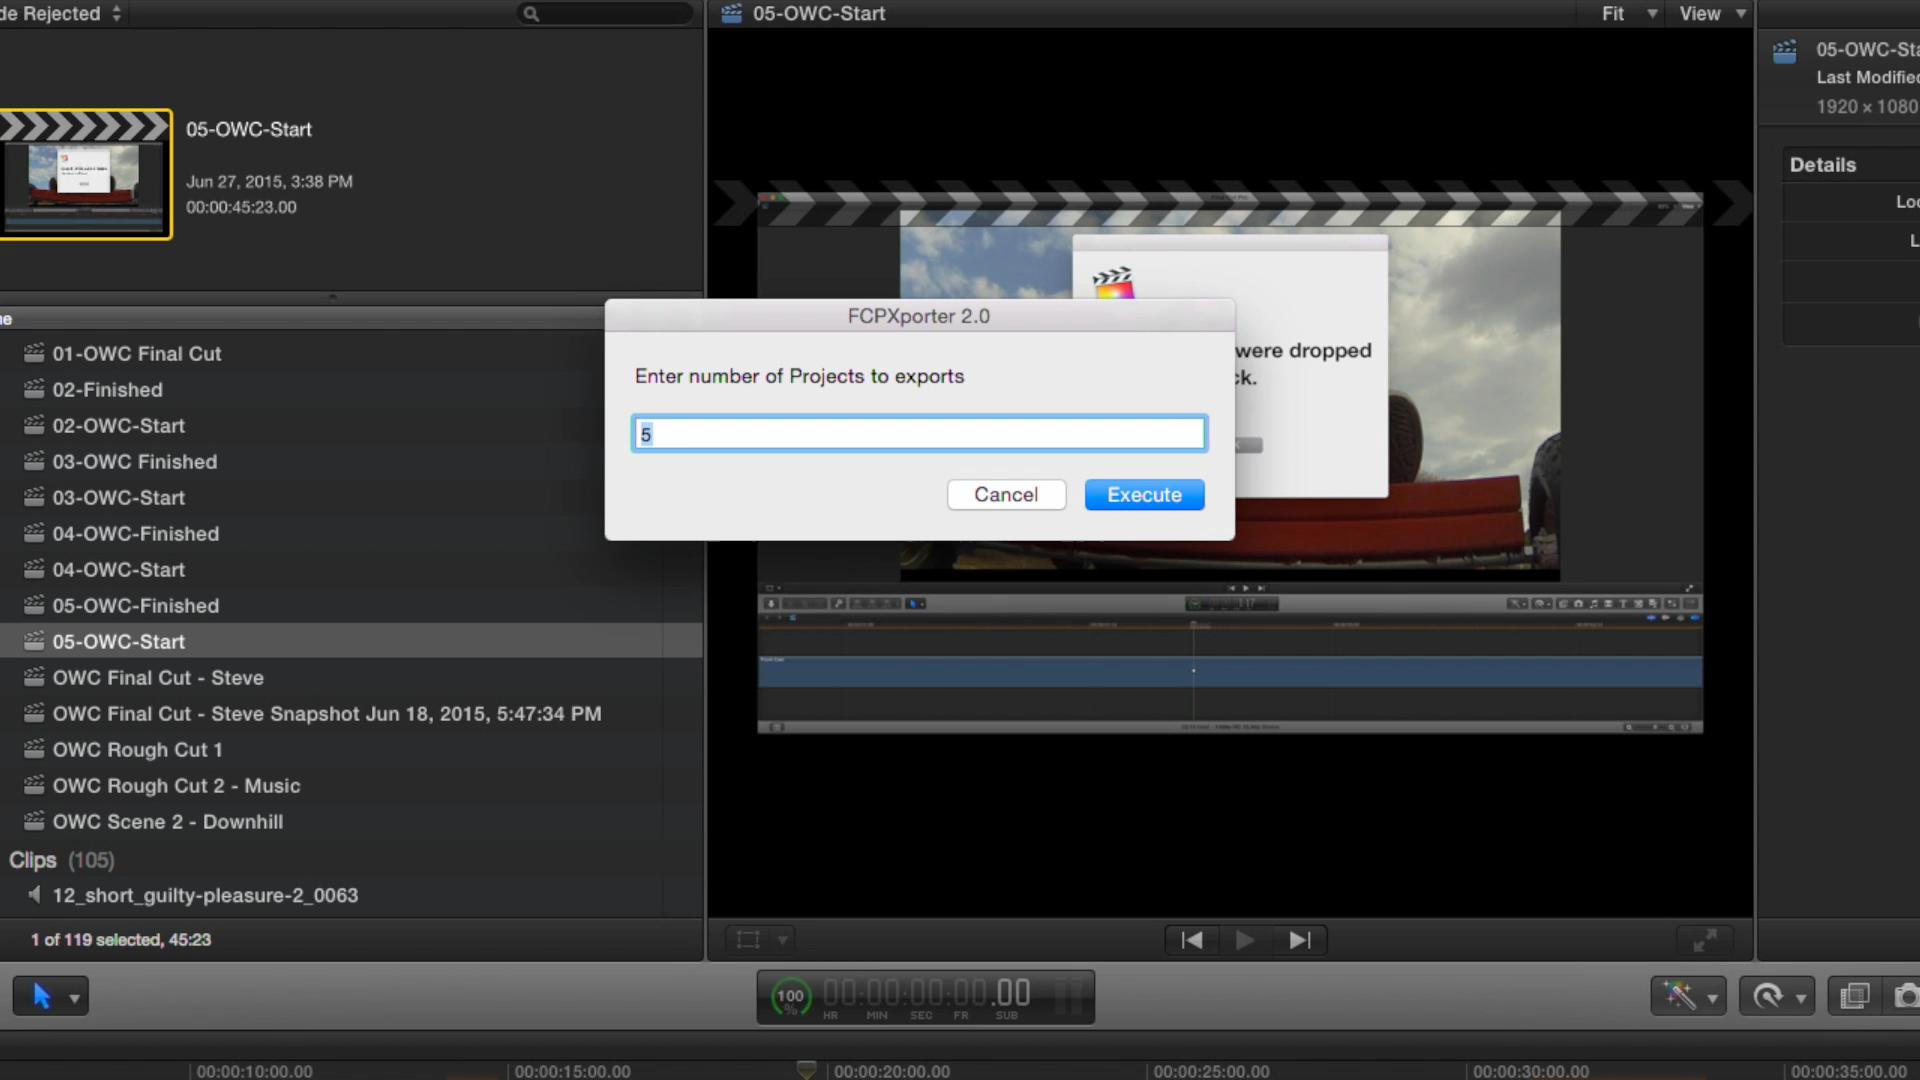 de Rejected
05-OWC-Start
Fit
View
05-OWC-Start
Jun 27, 2015, 3:38 PM
00:00:45:23.00
05-OWC-Sta
Last Modified
1920 × 1080
Details
Loc
L
were dropped
ck.
FCPXporter 2.0
Enter number of Projects to exports
5
Cancel
Execute
ne
01-OWC Final Cut
02-Finished
02-OWC-Start
03-OWC Finished
03-OWC-Start
04-OWC-Finished
04-OWC-Start
05-OWC-Finished
05-OWC-Start
OWC Final Cut - Steve
OWC Final Cut - Steve Snapshot Jun 18, 2015, 5:47:34 PM
OWC Rough Cut 1
OWC Rough Cut 2 - Music
OWC Scene 2 - Downhill
Clips (105)
12_short_guilty-pleasure-2_0063
1 of 119 selected, 45:23
100 %
00:00:00:00.00
HR MIN SEC FR SUB
00:00:10:00.00
00:00:15:00.00
00:00:20:00.00
00:00:25:00.00
00:00:30:00.00
00:00:35:00.00